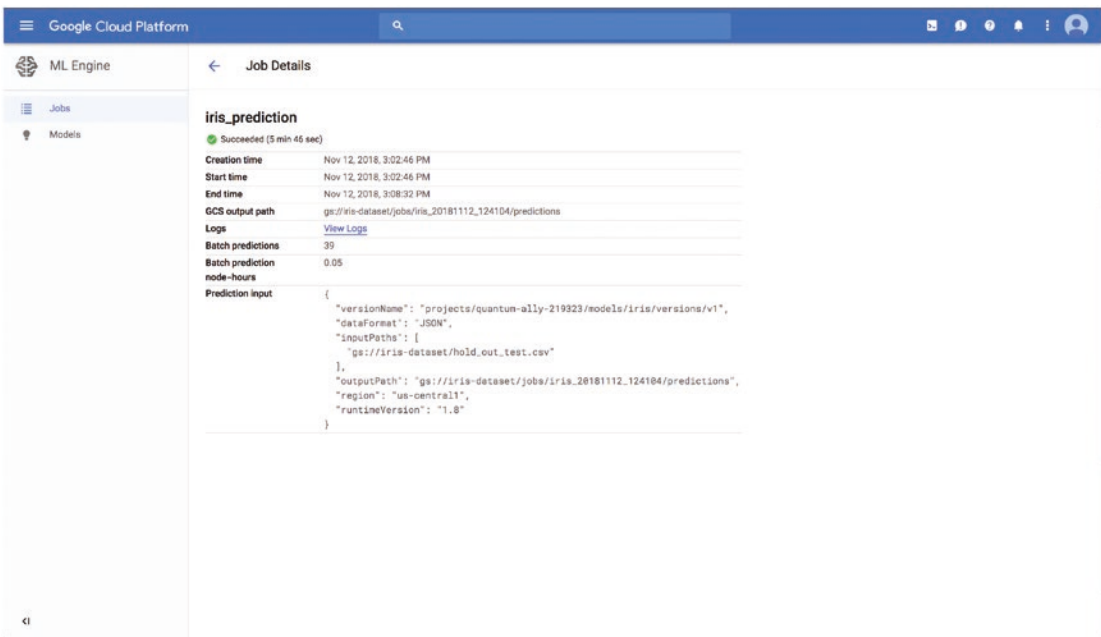 Google Cloud Platform
ML Engine
Job Details
Jobs
Models
iris_prediction
Succeeded (5 min 46 sec)
Creation time Nov 12, 2018, 3:02:46 PM
Start time Nov 12, 2018, 3:02:46 PM
End time Nov 12, 2018, 3:08:32 PM
GCS output path gs://iris-dataset/jobs/iris_20181112_124104/predictions
Logs View Logs
Batch predictions 39
Batch prediction 0.05
node-hours
Prediction input {
"versionName": "projects/quantum-ally-219323/models/iris/versions/v1",
"dataFormat": "JSON",
"inputPaths": [
"gs://iris-dataset/hold_out_test.csv"
],
"outputPath": "gs://iris-dataset/jobs/iris_20181112_124104/predictions",
"region": "us-central1",
"runtimeVersion": "1.8"
}